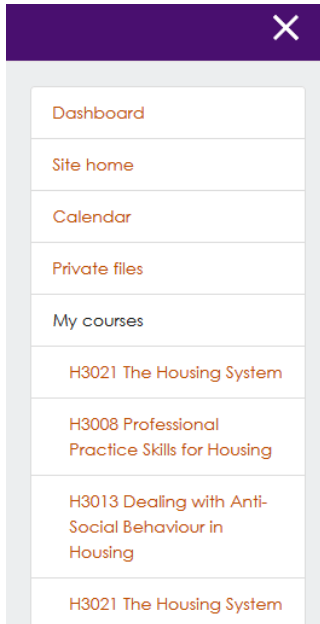 Dashboard
Site home
Calendar
Private files
My courses
H3021 The Housing System
H3008 Professional
Practice Skills for Housing
H3013 Dealing with Anti-
Social Behaviour in
Housing
H3021 The Housing System